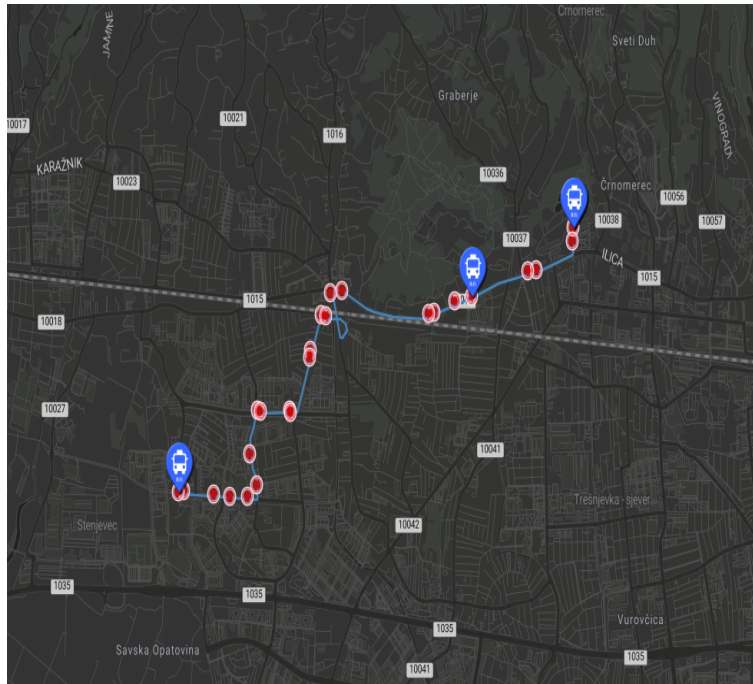 Črnomerec
Sveti Duh
JAMINE
Graberje
VINOGRADI
10017
10021
1016
KARAŽNIK
10023
10036
Črnomerec
10056
10038
10057
10037
ILICA
1015
1015
10018
10027
10041
Trešnjevka - sjever
Stenjevec
10042
1035
1035
1035
1035
Vurovčica
Savska Opatovina
10041